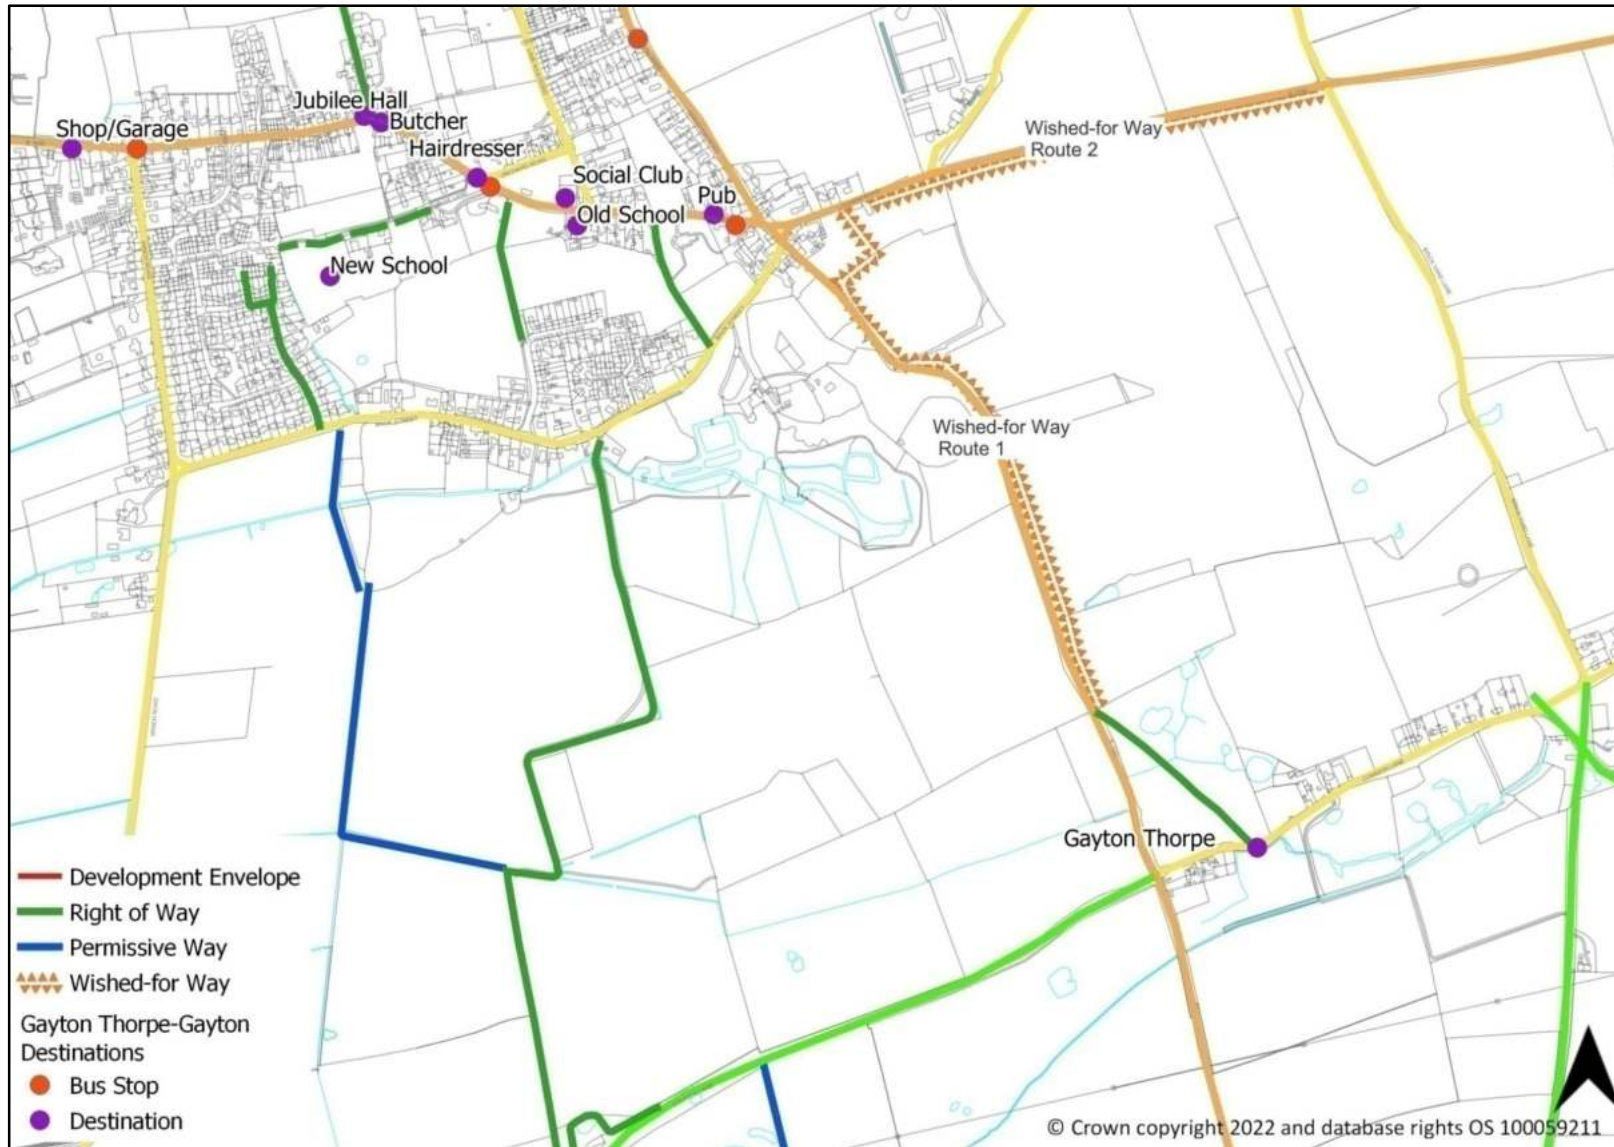 Jubilee Hall
Butcher
Shop/Garage
Hairdresser
Wished-for Way
Route 2
Social Club
Pub
Old School
New School
Wished-for Way
Route 1
Gayton Thorpe
Development Envelope
Right of Way
Permissive Way
Wished-for Way
Gayton Thorpe-Gayton
Destinations
Bus Stop
Destination
© Crown copyright 2022 and database rights OS 100059211